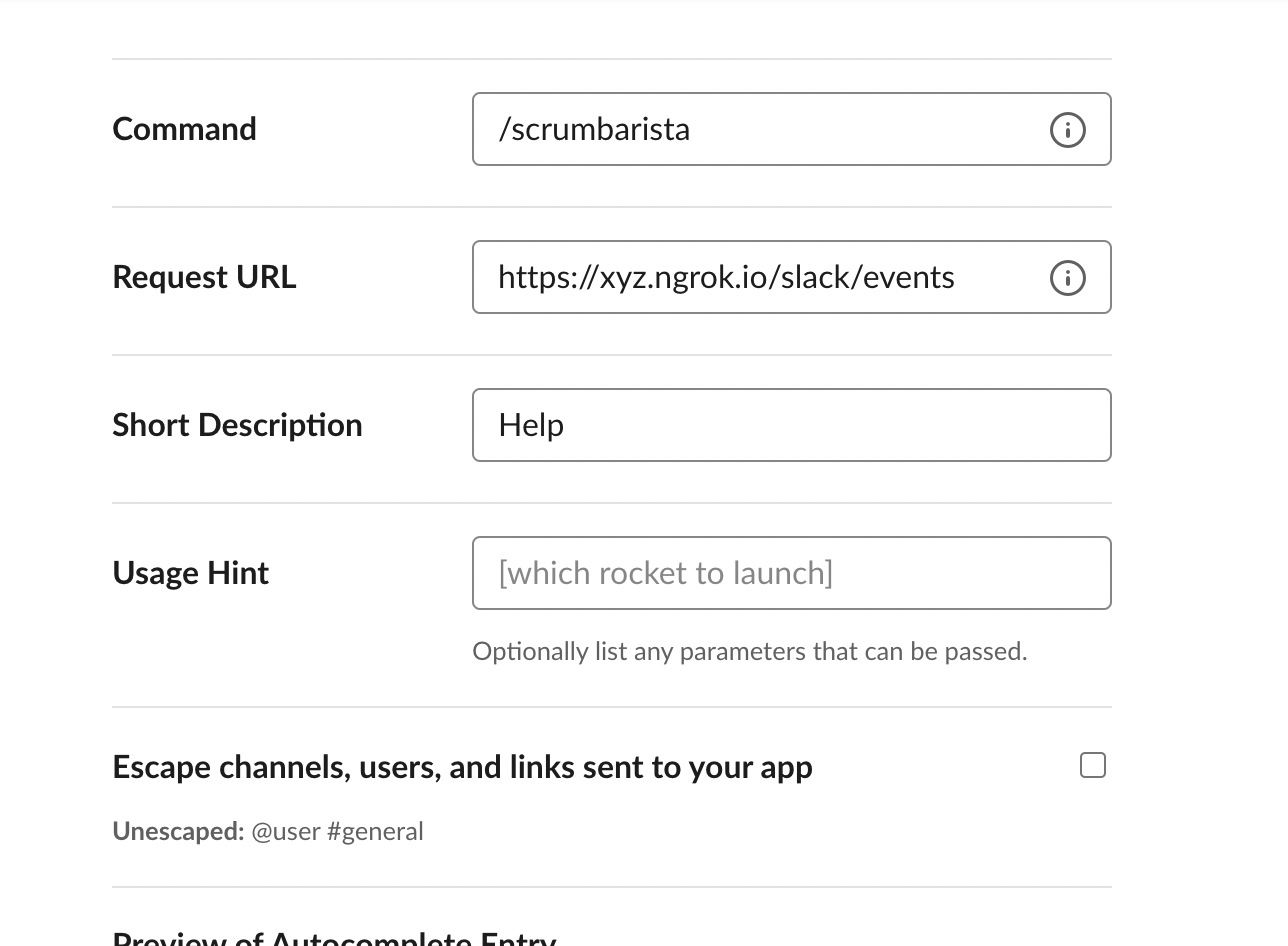 Command
/scrumbarista
Request URL
https://xyz.ngrok.io/slack/events
Short Description
Help
Usage Hint
[which rocket to launch]
Optionally list any parameters that can be passed.
Escape channels, users, and links sent to your app
Unescaped: @user #general
Preview of Autocomplete Entry